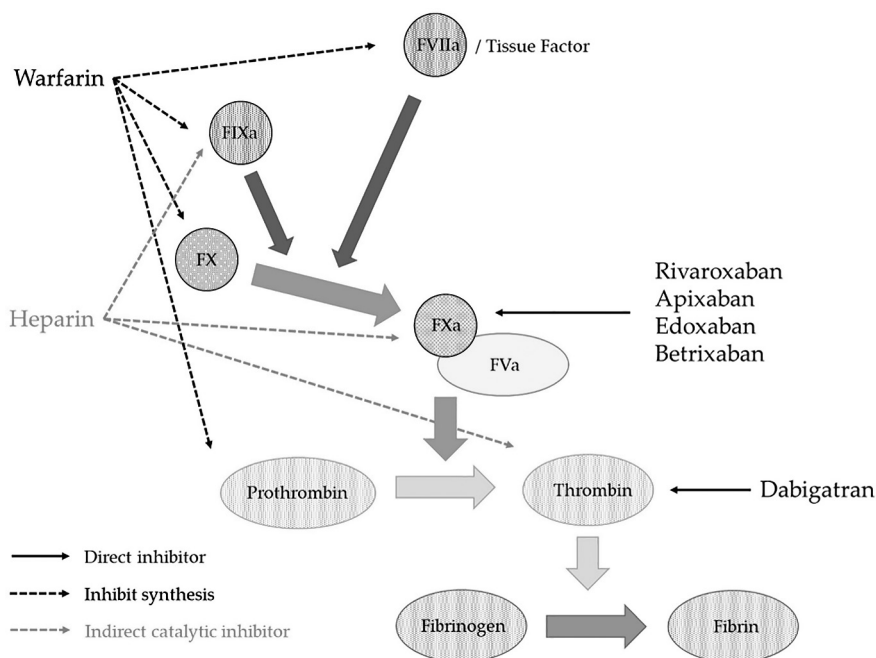 FVIIa / Tissue Factor
Warfarin
FIXa
FX
Rivaroxaban
Apixaban
Edoxaban
Betrixaban
Heparin
FXa
FVa
Prothrombin
Thrombin
Dabigatran
Direct inhibitor
Inhibit synthesis
Indirect catalytic inhibitor
Fibrinogen
Fibrin